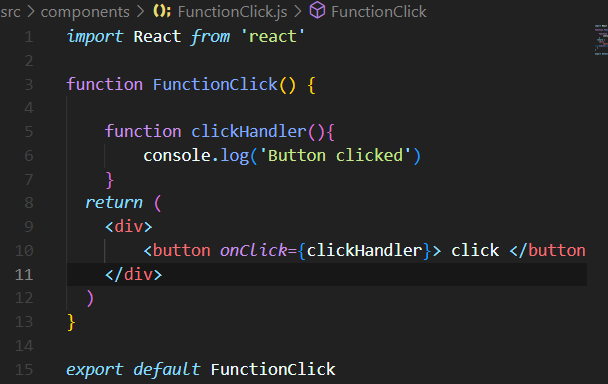 src > components > FunctionClick.js > FunctionClick
1 import React from 'react'
2
3 function FunctionClick() {
4
5     function clickHandler(){
6         console.log('Button clicked')
7     }
8   return (
9     <div>
10         <button onClick={clickHandler}> click </button
11     </div>
12   )
13 }
14
15 export default FunctionClick